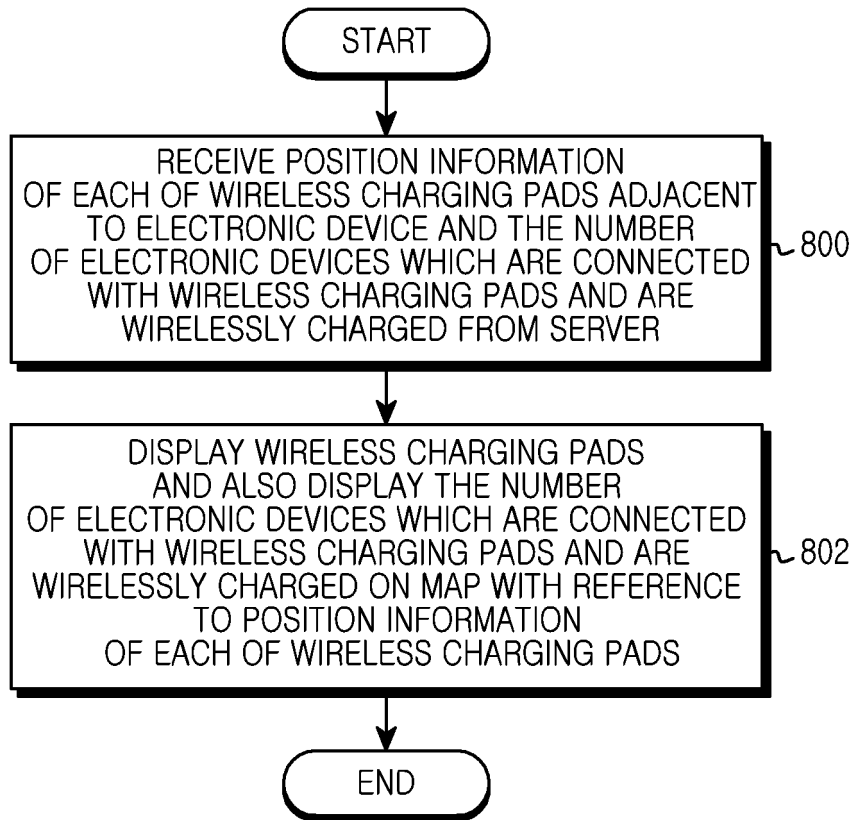 START
RECEIVE POSITION INFORMATION
OF EACH OF WIRELESS CHARGING PADS ADJACENT
TO ELECTRONIC DEVICE AND THE NUMBER
OF ELECTRONIC DEVICES WHICH ARE CONNECTED
WITH WIRELESS CHARGING PADS AND ARE
WIRELESSLY CHARGED FROM SERVER
800
DISPLAY WIRELESS CHARGING PADS
AND ALSO DISPLAY THE NUMBER
OF ELECTRONIC DEVICES WHICH ARE CONNECTED
WITH WIRELESS CHARGING PADS AND ARE
WIRELESSLY CHARGED ON MAP WITH REFERENCE
TO POSITION INFORMATION
OF EACH OF WIRELESS CHARGING PADS
802
END